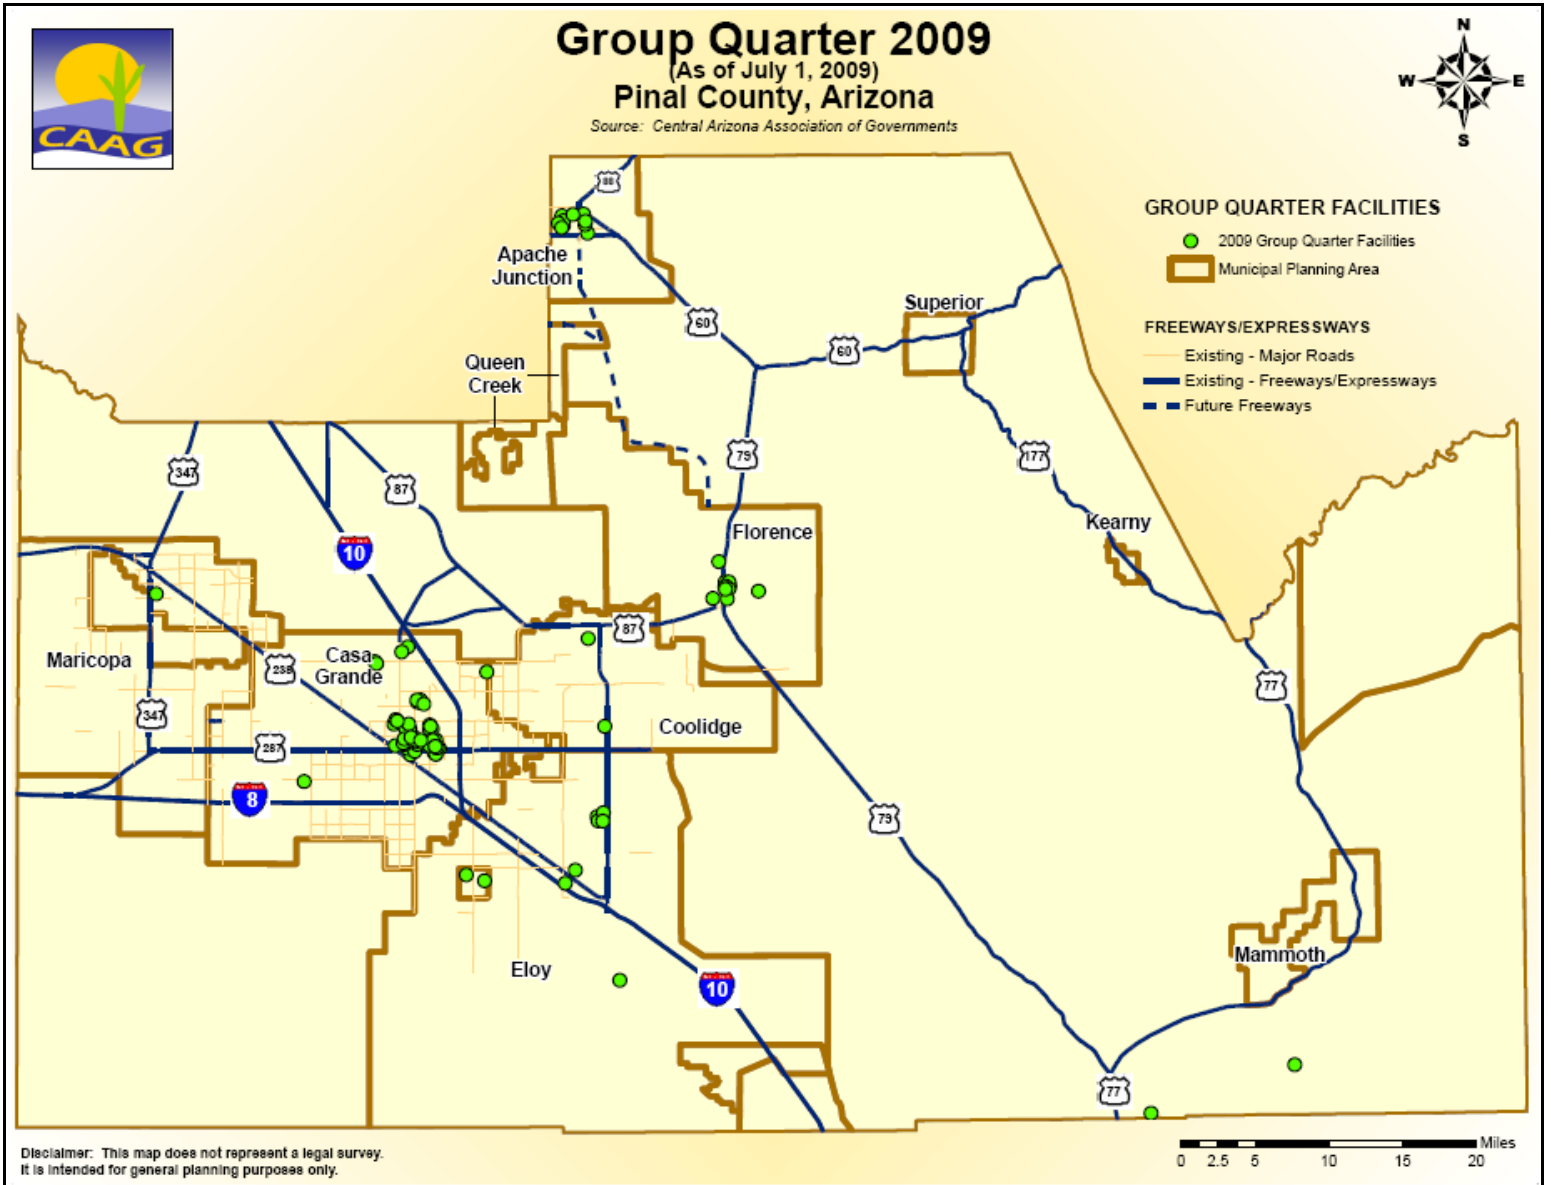 Group Quarter 2009
(As of July 1, 2009)
Pinal County, Arizona
Source: Central Arizona Association of Governments
CAAG
N
W
E
S
GROUP QUARTER FACILITIES
2009 Group Quarter Facilities
Municipal Planning Area
FREEWAYS/EXPRESSWAYS
Existing - Major Roads
Existing - Freeways/Expressways
Future Freeways
88
Apache
Junction
60
60
Superior
Queen
Creek
347
87
79
177
10
Florence
Kearny
87
Maricopa
238
Casa
Grande
347
287
Coolidge
77
8
79
Eloy
10
Mammoth
77
Disclaimer: This map does not represent a legal survey.
It is intended for general planning purposes only.
Miles
0 2.5 5 10 15 20